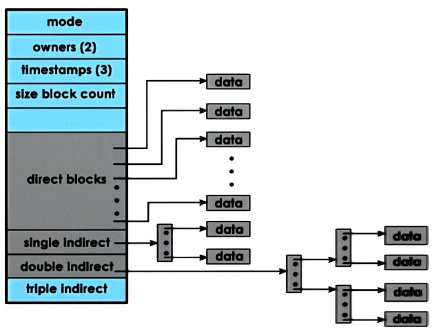 mode
owners (2)
timestamps (3)
size block count
data
data
direct blocks
data
data
single indirect
data
data
double indirect
data
data
data
data
triple indirect